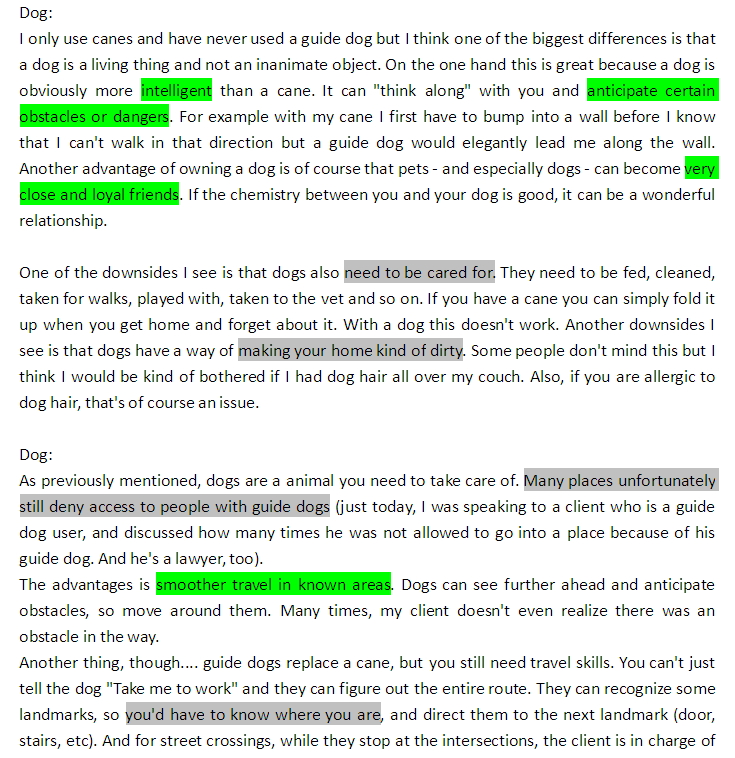 Dog:
I only use canes and have never used a guide dog but I think one of the biggest differences is that
a dog is a living thing and not an inanimate object. On the one hand this is great because a dog is
obviously more intelligent than a cane. It can "think along" with you and anticipate certain
obstacles or dangers. For example with my cane I first have to bump into a wall before I know
that I can't walk in that direction but a guide dog would elegantly lead me along the wall.
Another advantage of owning a dog is of course that pets - and especially dogs - can become very
close and loyal friends. If the chemistry between you and your dog is good, it can be a wonderful
relationship.
One of the downsides I see is that dogs also need to be cared for. They need to be fed, cleaned,
taken for walks, played with, taken to the vet and so on. If you have a cane you can simply fold it
up when you get home and forget about it. With a dog this doesn't work. Another downsides I
see is that dogs have a way of making your home kind of dirty. Some people don't mind this but I
think I would be kind of bothered if I had dog hair all over my couch. Also, if you are allergic to
dog hair, that's of course an issue.
Dog:
As previously mentioned, dogs are a animal you need to take care of. Many places unfortunately
still deny access to people with guide dogs (just today, I was speaking to a client who is a guide
dog user, and discussed how many times he was not allowed to go into a place because of his
guide dog. And he's a lawyer, too).
The advantages is smoother travel in known areas. Dogs can see further ahead and anticipate
obstacles, so move around them. Many times, my client doesn't even realize there was an
obstacle in the way.
Another thing, though.... guide dogs replace a cane, but you still need travel skills. You can't just
tell the dog "Take me to work" and they can figure out the entire route. They can recognize some
landmarks, so you'd have to know where you are, and direct them to the next landmark (door,
stairs, etc). And for street crossings, while they stop at the intersections, the client is in charge of